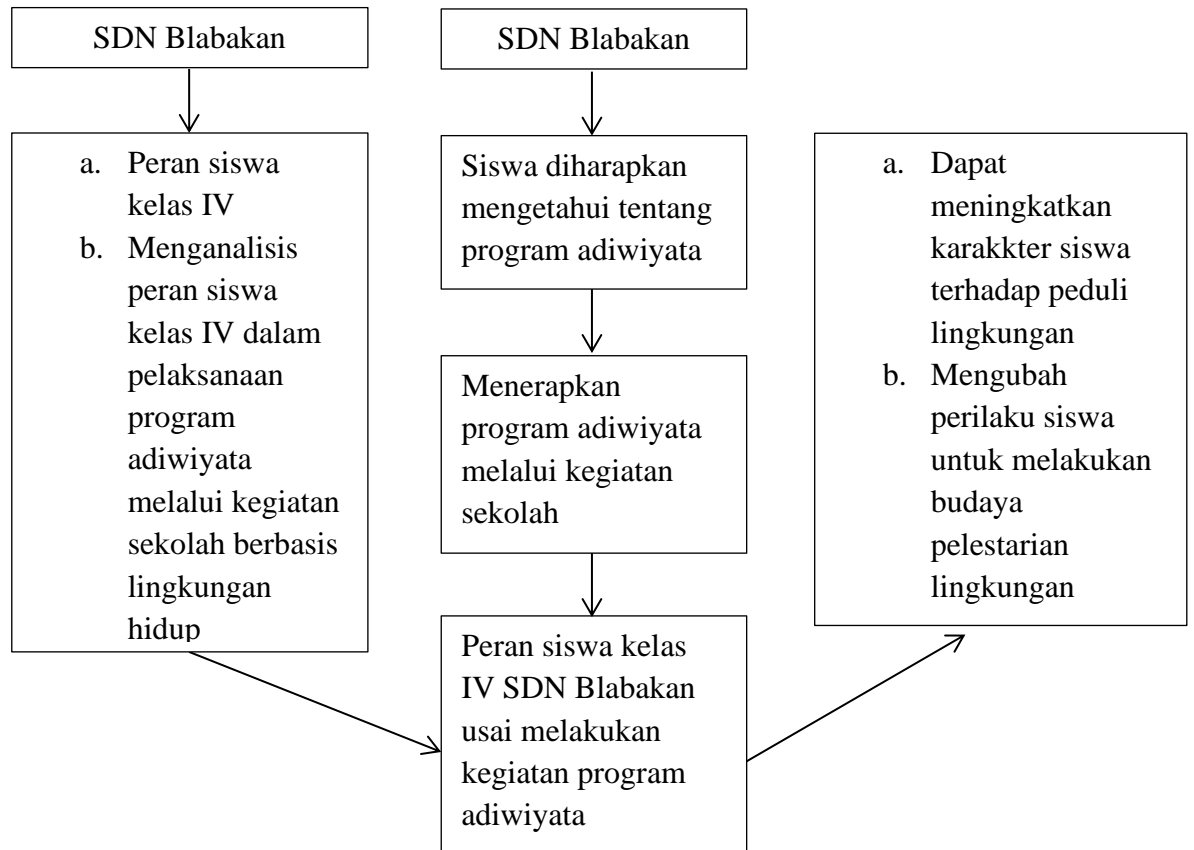 SDN Blabakan
a. Peran siswa
kelas IV
b. Menganalisis
peran siswa
kelas IV dalam
pelaksanaan
program
adiwiyata
melalui kegiatan
sekolah berbasis
lingkungan
hidup
SDN Blabakan
Siswa diharapkan
mengetahui tentang
program adiwiyata
Menerapkan
program adiwiyata
melalui kegiatan
sekolah
Peran siswa kelas
IV SDN Blabakan
usai melakukan
kegiatan program
adiwiyata
a. Dapat
meningkatkan
karakkter siswa
terhadap peduli
lingkungan
b. Mengubah
perilaku siswa
untuk melakukan
budaya
pelestarian
lingkungan